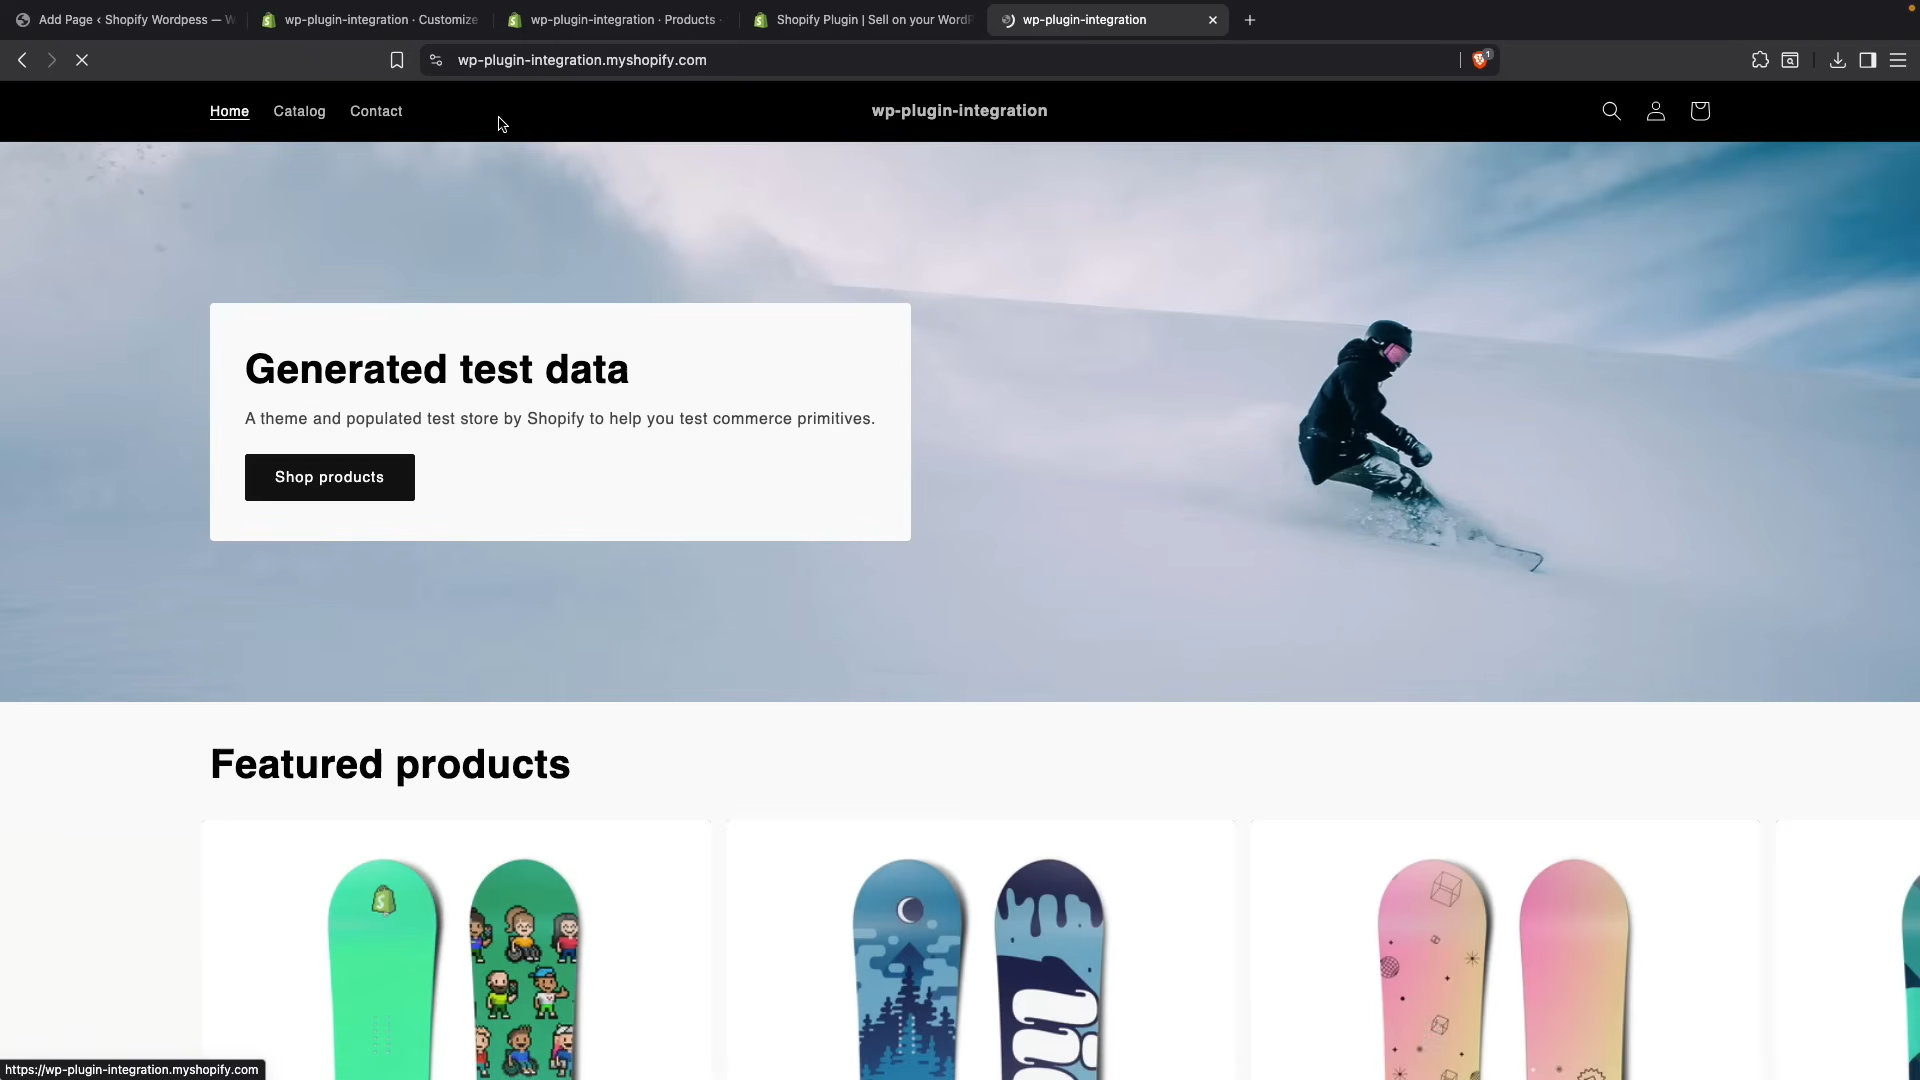 Add Page ‹ Shopify Wordpess — W
wp-plugin-integration · Customize
wp-plugin-integration · Products ·
Shopify Plugin | Sell on your WordP
wp-plugin-integration
wp-plugin-integration.myshopify.com
1
Home
Catalog
Contact
wp-plugin-integration
Generated test data
A theme and populated test store by Shopify to help you test commerce primitives.
Shop products
Featured products
https://wp-plugin-integration.myshopify.com